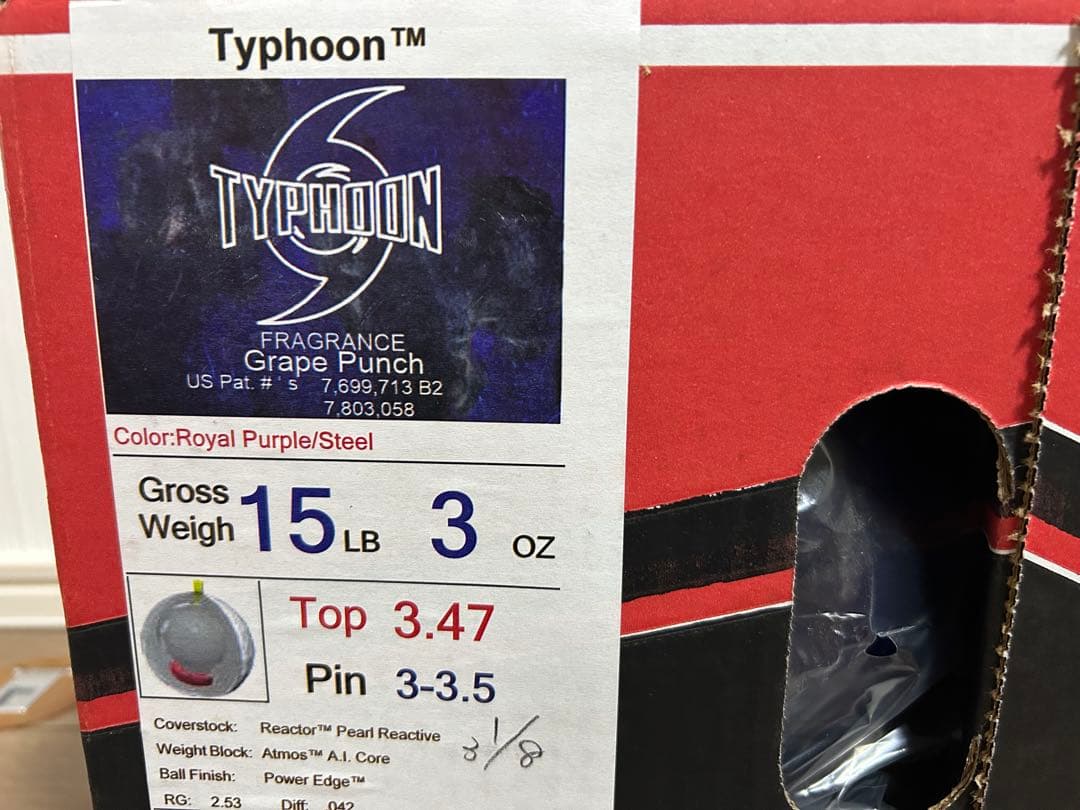 Typhoon™
TYPHOON
FRAGRANCE
Grape Punch
US Pat. #'s 7,699,713 B2
7,803,058
Color:Royal Purple/Steel
Gross Weigh 15 LB 3 OZ
Top 3.47
Pin 3-3.5
3 1/8
Coverstock: Reactor™ Pearl Reactive
Weight Block: Atmos™ A.I. Core
Ball Finish: Power Edge™
RG: 2.53 Diff: .042